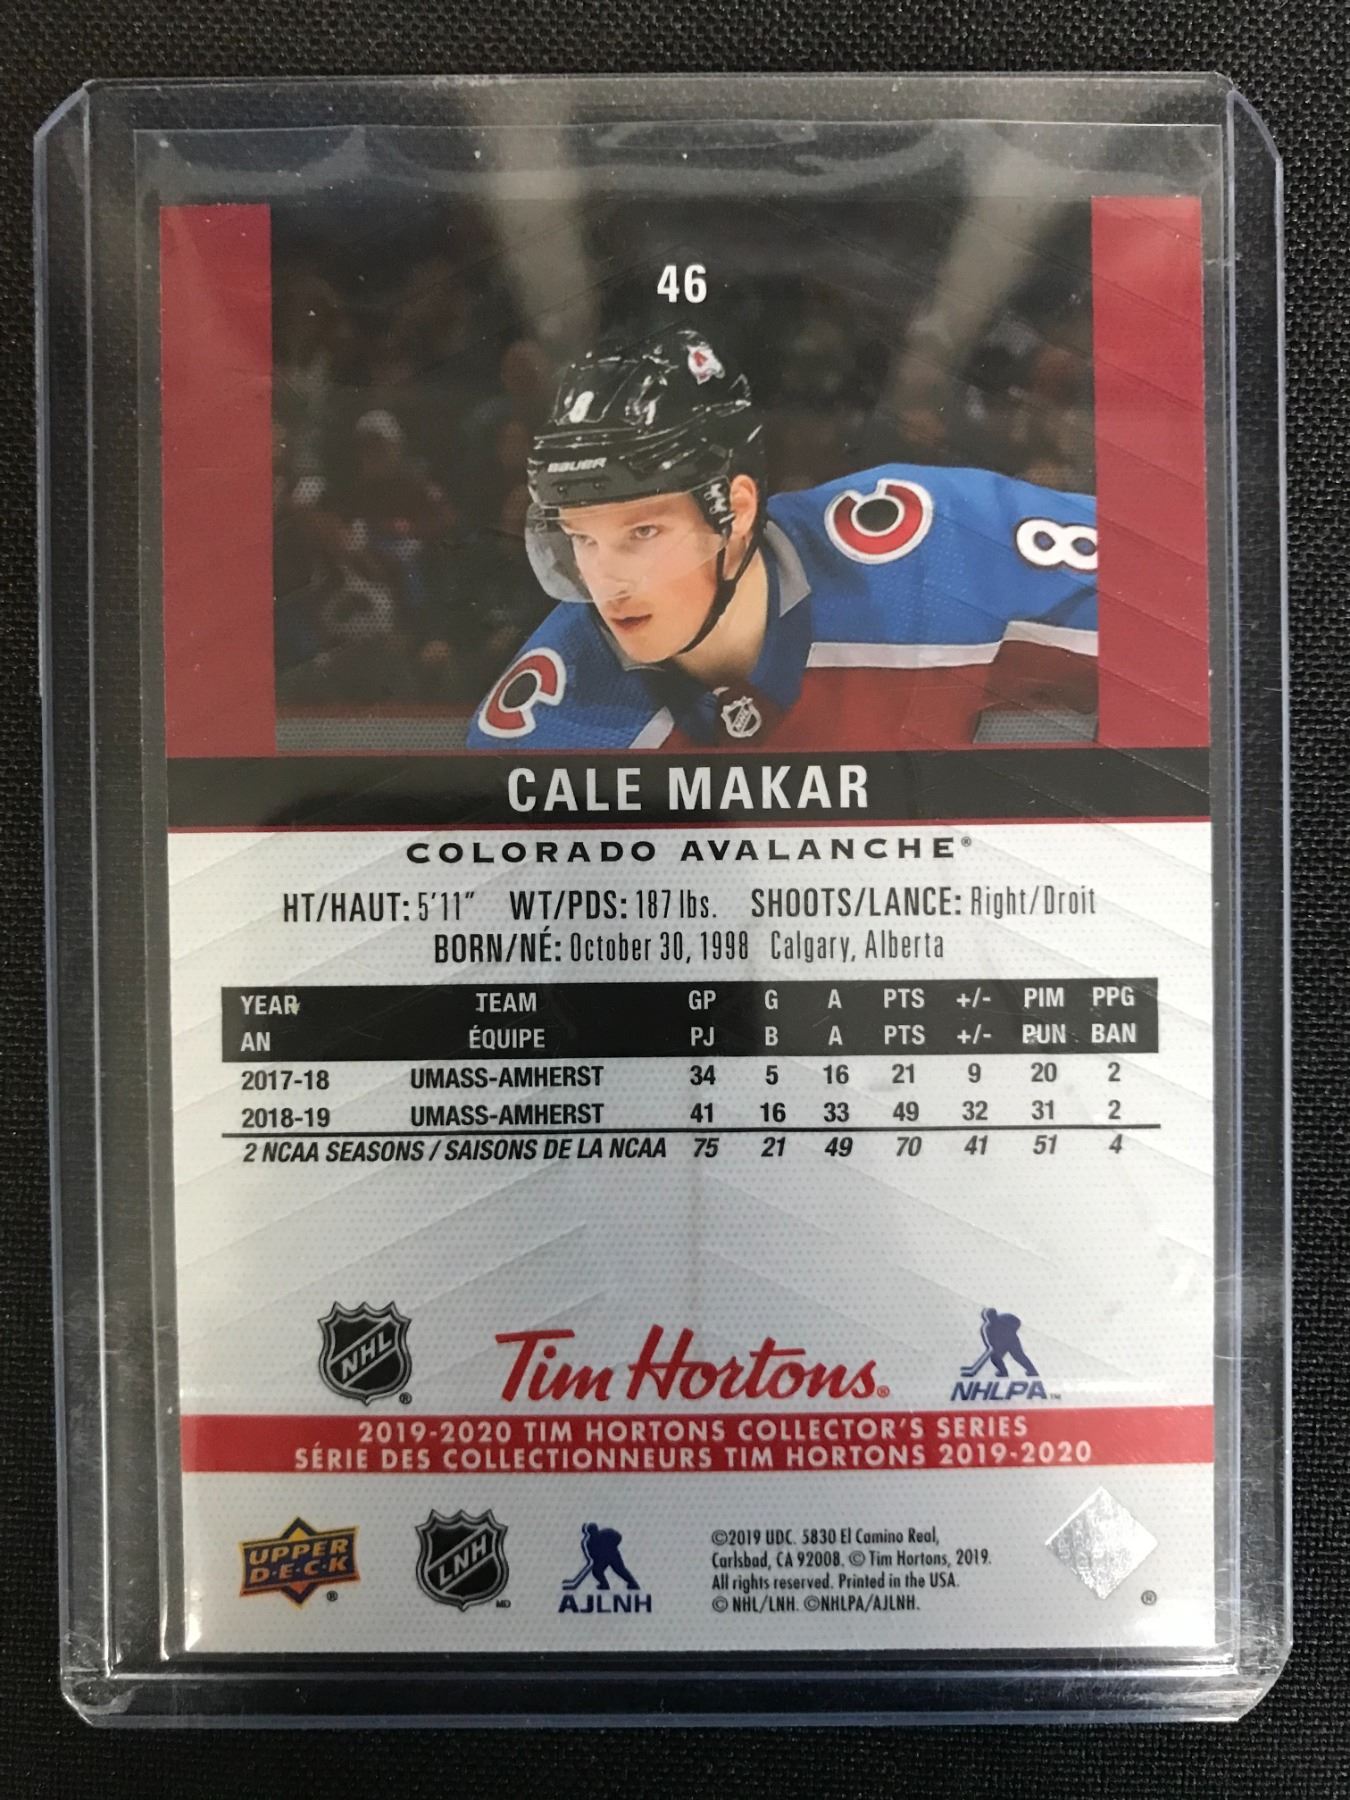 46
8
BAUER
8
NHL
CALE MAKAR
COLORADO AVALANCHE®
HT/HAUT: 5'11" WT/PDS: 187 lbs. SHOOTS/LANCE: Right/Droit
BORN/NÉ: October 30, 1998 Calgary, Alberta
YEAR TEAM GP G A PTS +/- PIM PPG
AN ÉQUIPE PJ B A PTS +/- PUN BAN
2017-18 UMASS-AMHERST 34 5 16 21 9 20 2
2018-19 UMASS-AMHERST 41 16 33 49 32 31 2
2 NCAA SEASONS / SAISONS DE LA NCAA 75 21 49 70 41 51 4
NHL® Tim Hortons® NHLPA™
2019-2020 TIM HORTONS COLLECTOR'S SERIES
SÉRIE DES COLLECTIONNEURS TIM HORTONS 2019-2020
UPPER
D·E·C·K®
LNH MD
AJLNH
©2019 UDC. 5830 El Camino Real,
Carlsbad, CA 92008. © Tim Hortons, 2019.
All rights reserved. Printed in the USA.
© NHL/LNH. ©NHLPA/AJLNH.
®